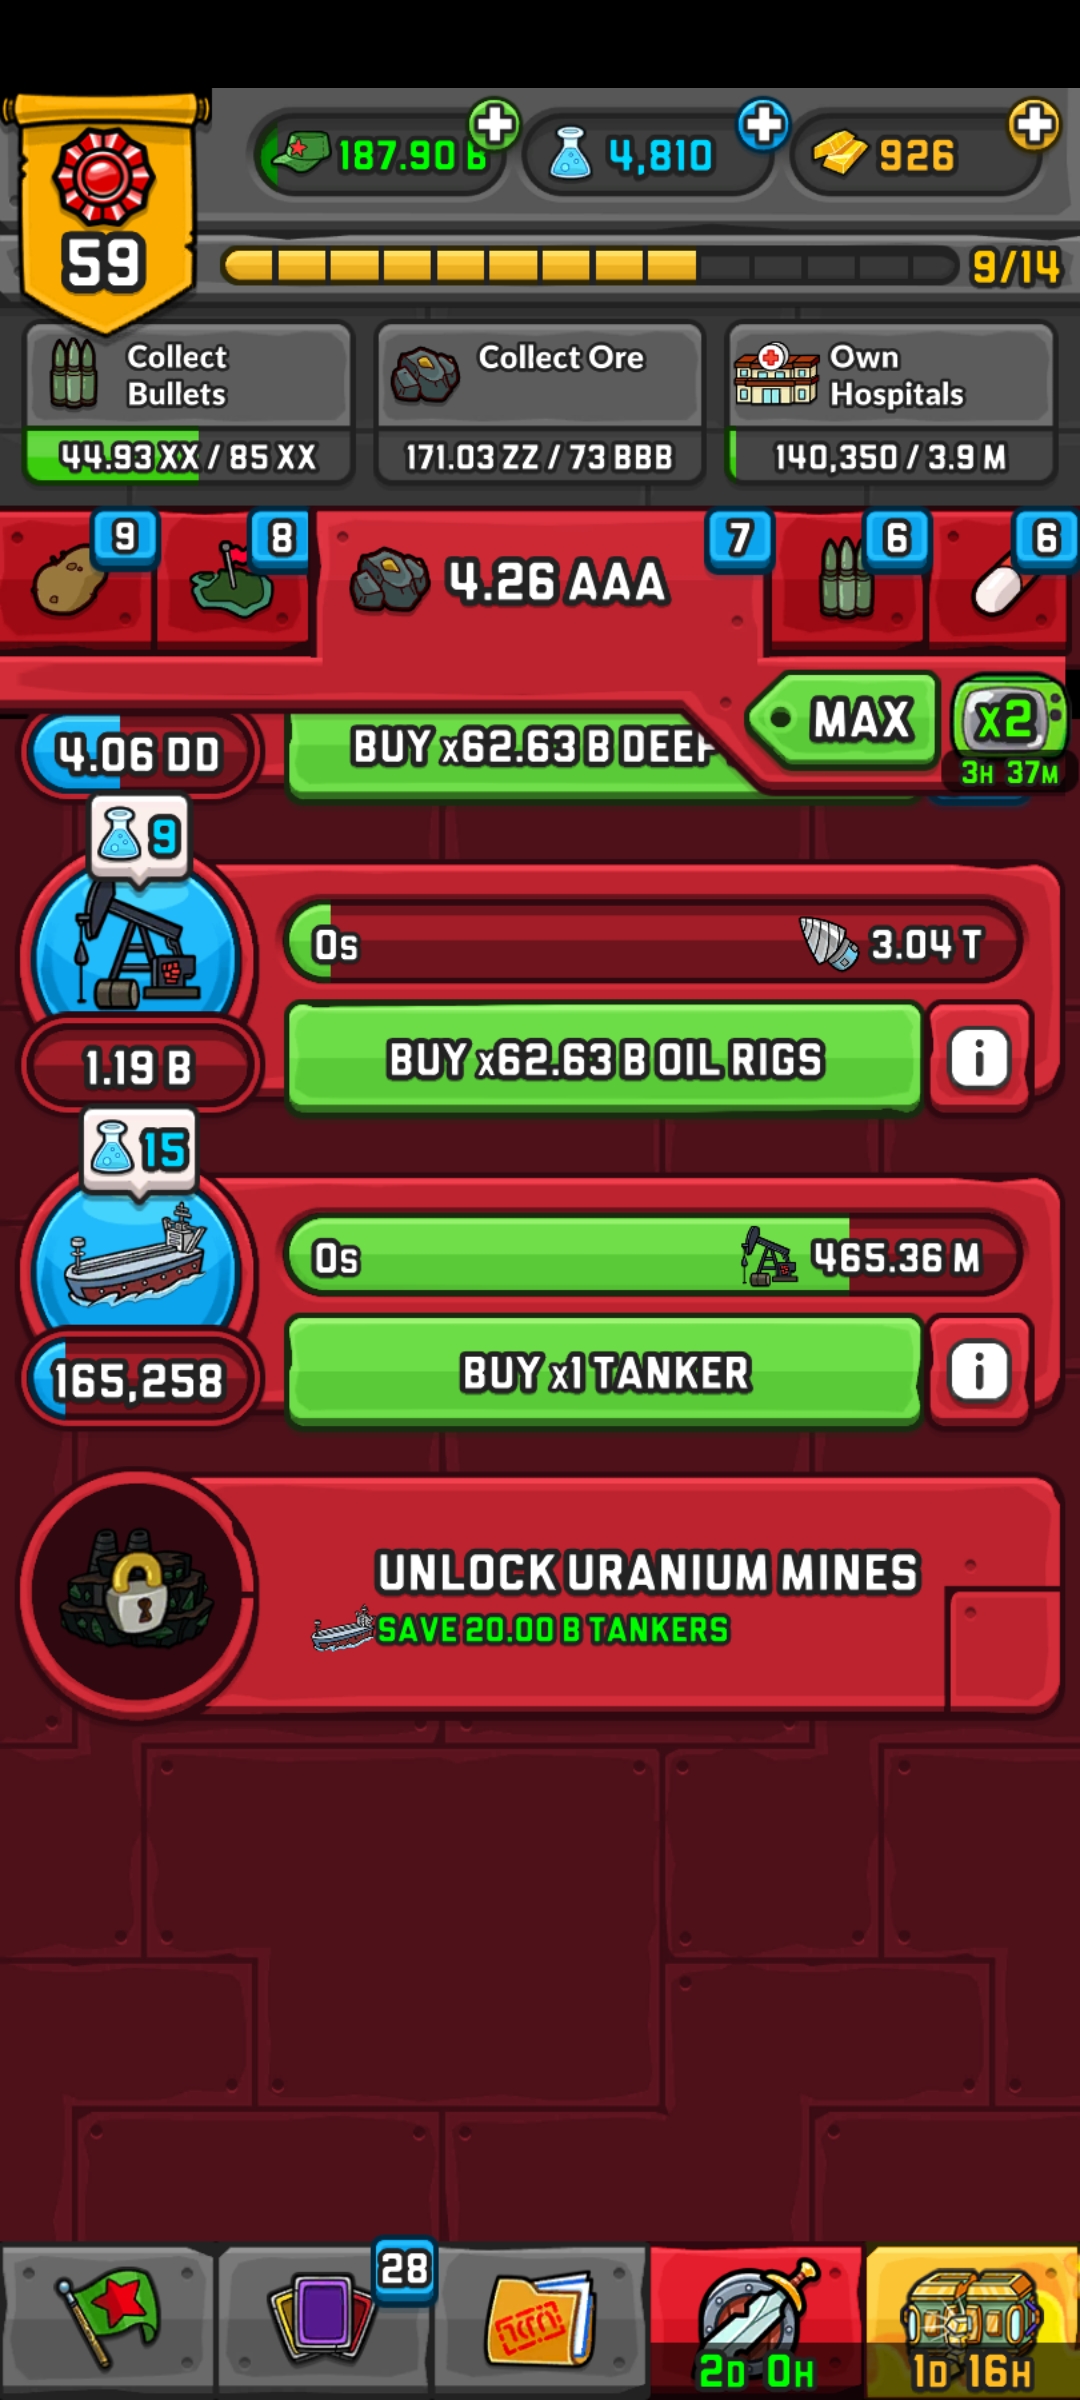 187.90 B
4,810
926
59
9/14
Collect Bullets
44.93 XX / 85 XX
Collect Ore
171.03 ZZ / 73 BBB
Own Hospitals
140,350 / 3.9 M
9
8
4.26 AAA
7
6
6
MAX
x2
3H 37M
4.06 DD
BUY x62.63 B DEEP
9
0s
3.04 T
1.19 B
BUY x62.63 B OIL RIGS
i
15
0s
465.36 M
165,258
BUY x1 TANKER
i
UNLOCK URANIUM MINES
SAVE 20.00 B TANKERS
28
2D 0H
1D 16H